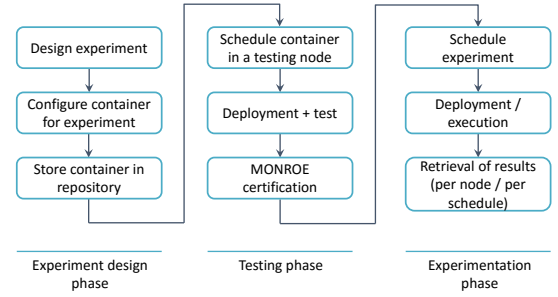 Design experiment
Configure container
for experiment
Store container in
repository
Experiment design
phase
Schedule container
in a testing node
Deployment + test
MONROE
certification
Testing phase
Schedule
experiment
Deployment /
execution
Retrieval of results
(per node / per
schedule)
Experimentation
phase